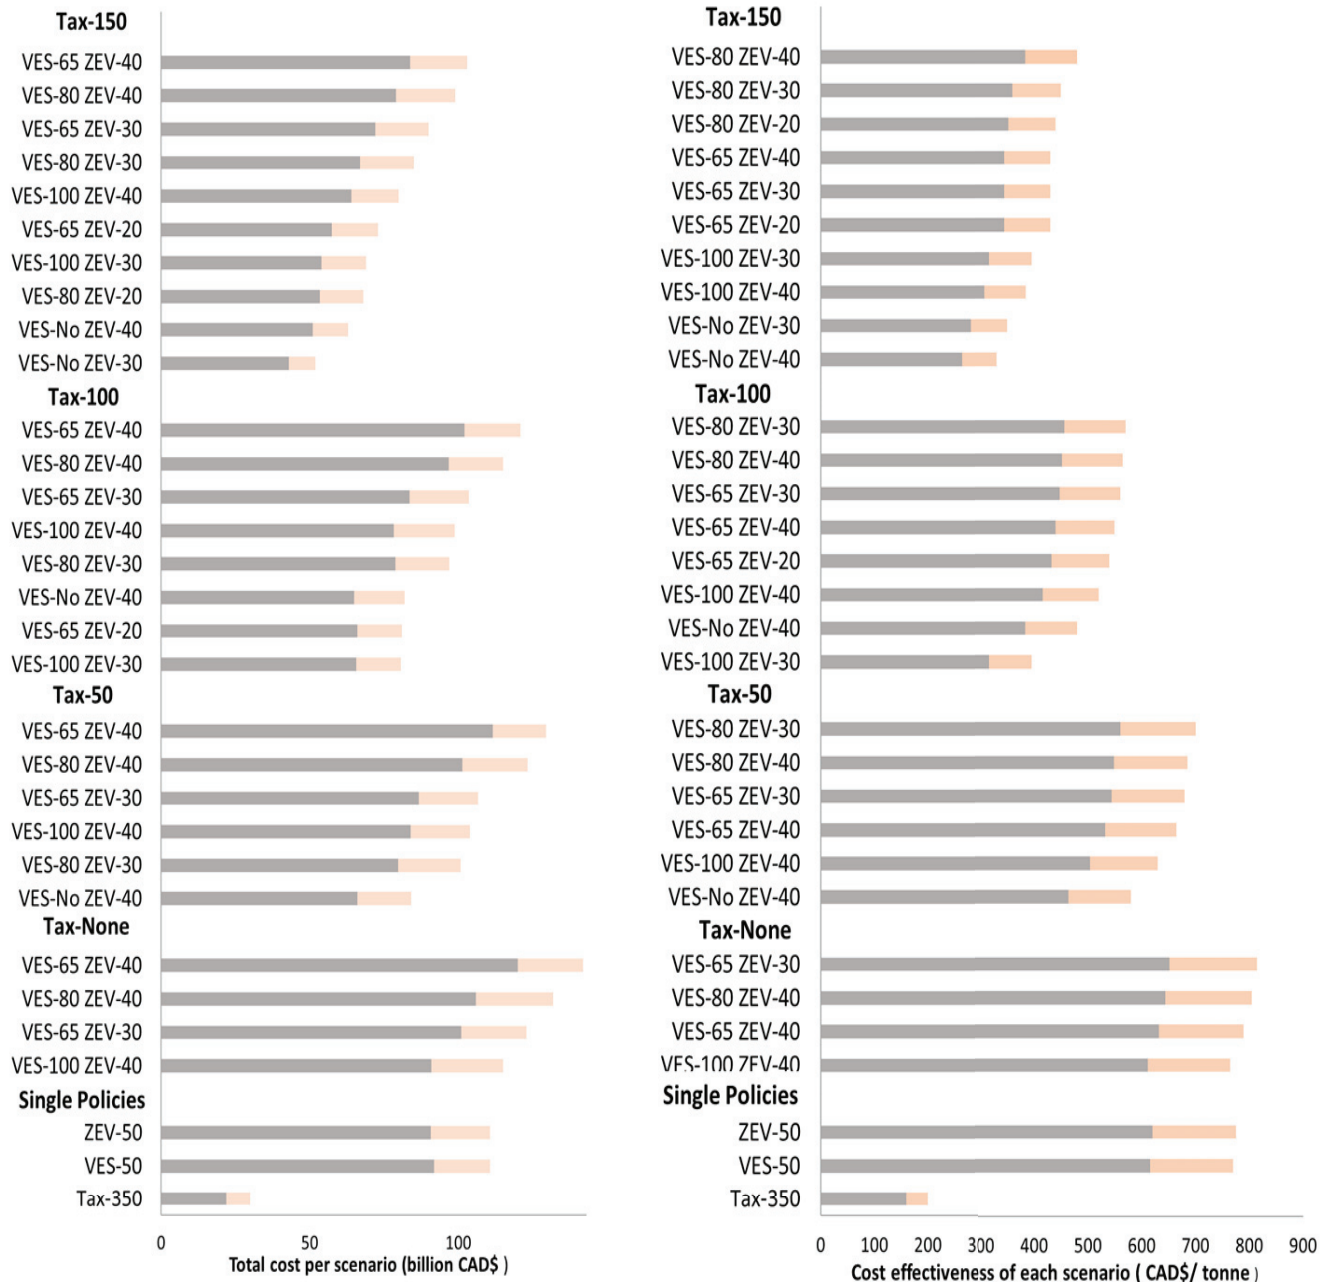 Tax-150
VES-65 ZEV-40
VES-80 ZEV-40
VES-65 ZEV-30
VES-80 ZEV-30
VES-100 ZEV-40
VES-65 ZEV-20
VES-100 ZEV-30
VES-80 ZEV-20
VES-No ZEV-40
VES-No ZEV-30
Tax-100
VES-65 ZEV-40
VES-80 ZEV-40
VES-65 ZEV-30
VES-100 ZEV-40
VES-80 ZEV-30
VES-No ZEV-40
VES-65 ZEV-20
VES-100 ZEV-30
Tax-50
VES-65 ZEV-40
VES-80 ZEV-40
VES-65 ZEV-30
VES-100 ZEV-40
VES-80 ZEV-30
VES-No ZEV-40
Tax-None
VES-65 ZEV-40
VES-80 ZEV-40
VES-65 ZEV-30
VES-100 ZEV-40
Single Policies
ZEV-50
VES-50
Tax-350
0 50 100
Total cost per scenario (billion CAD$ )
Tax-150
VES-80 ZEV-40
VES-80 ZEV-30
VES-80 ZEV-20
VES-65 ZEV-40
VES-65 ZEV-30
VES-65 ZEV-20
VES-100 ZEV-30
VES-100 ZEV-40
VES-No ZEV-30
VES-No ZEV-40
Tax-100
VES-80 ZEV-30
VES-80 ZEV-40
VES-65 ZEV-30
VES-65 ZEV-40
VES-65 ZEV-20
VES-100 ZEV-40
VES-No ZEV-40
VES-100 ZEV-30
Tax-50
VES-80 ZEV-30
VES-80 ZEV-40
VES-65 ZEV-30
VES-65 ZEV-40
VES-100 ZEV-40
VES-No ZEV-40
Tax-None
VES-65 ZEV-30
VES-80 ZEV-40
VES-65 ZEV-40
VES-100 ZEV-40
Single Policies
ZEV-50
VES-50
Tax-350
0 100 200 300 400 500 600 700 800 900
Cost effectiveness of each scenario ( CAD$/ tonne )